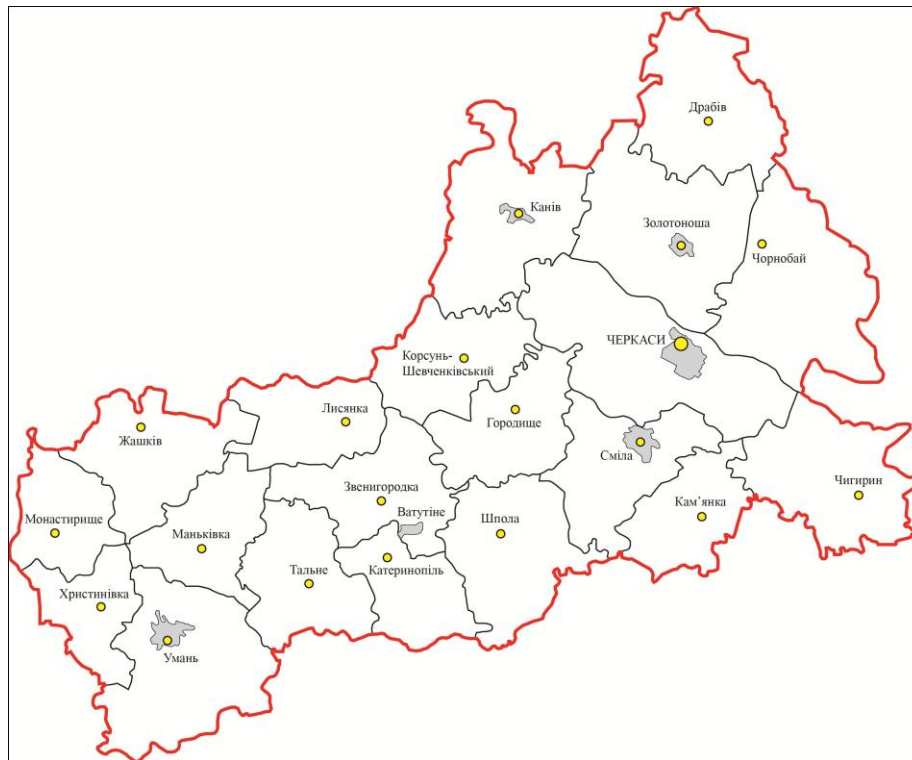 Драбів
Канів
Золотоноша
Чорнобай
ЧЕРКАСИ
Корсунь-
Шевченківський
Лисянка
Городище
Жашків
Сміла
Звенигородка
Чигирин
Кам’янка
Ватутіне
Шпола
Монастирище
Маньківка
Тальне
Катеринопіль
Христинівка
Умань